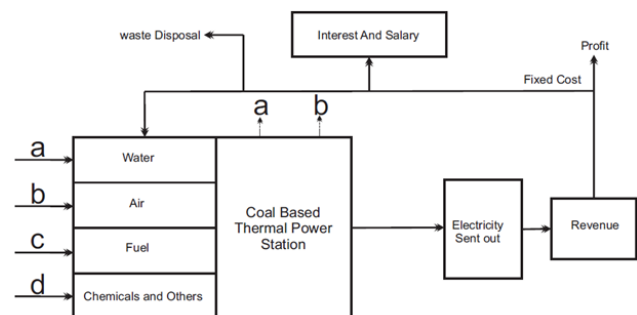 waste Disposal
Interest And Salary
Profit
Fixed Cost
a
b
a
Water
b
Air
c
Fuel
d
Chemicals and Others
Coal Based
Thermal Power
Station
Electricity
Sent out
Revenue